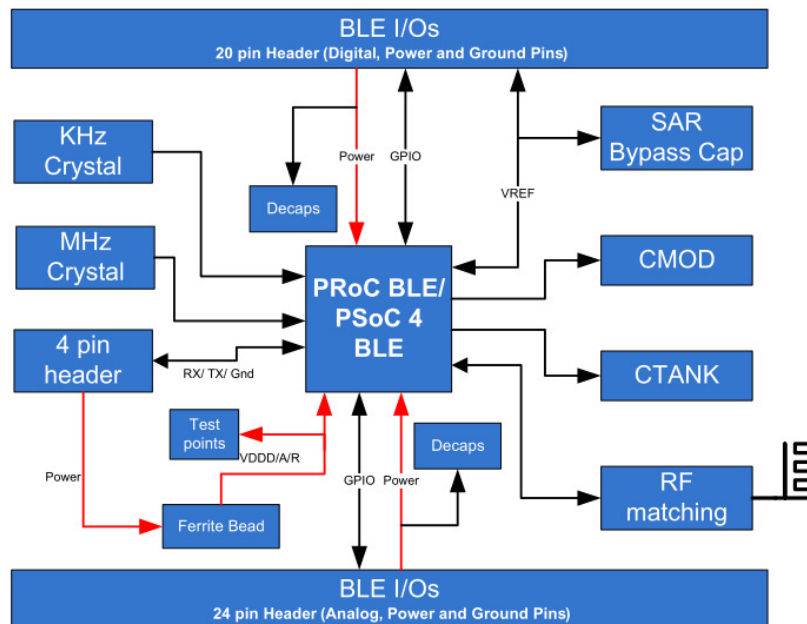 BLE I/Os
20 pin Header (Digital, Power and Ground Pins)
KHz
Crystal
Power
GPIO
SAR
Bypass Cap
Decaps
VREF
MHz
Crystal
PRoC BLE/
PSoC 4
BLE
CMOD
4 pin
header
RX/ TX/ Gnd
CTANK
Test
points
VDDD/A/R
Decaps
Power
GPIO
Power
RF
matching
Ferrite Bead
BLE I/Os
24 pin Header (Analog, Power and Ground Pins)